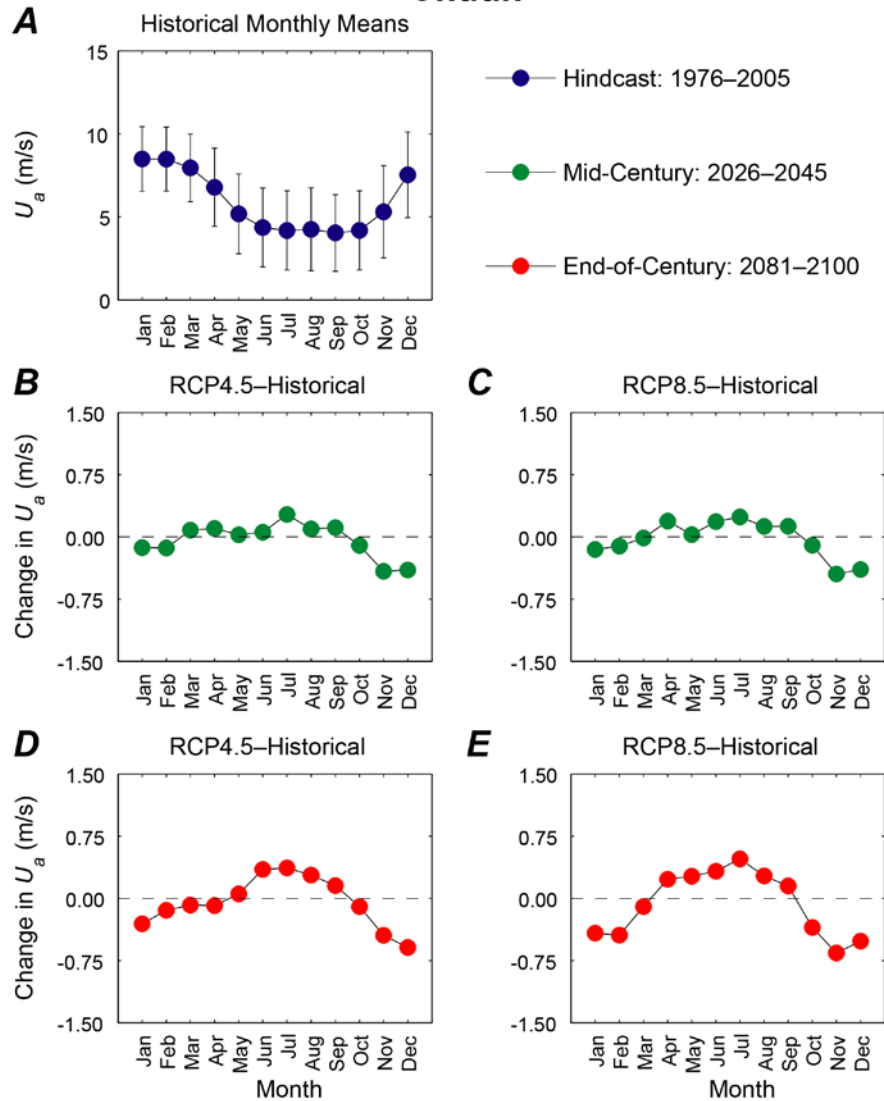 A
Historical Monthly Means
15
10
5
0
U a (m/s)
Jan
Feb
Mar
Apr
May
Jun
Jul
Aug
Sep
Oct
Nov
Dec
Hindcast: 1976–2005
Mid-Century: 2026–2045
End-of-Century: 2081–2100
B
RCP4.5–Historical
1.50
0.75
0.00
-0.75
-1.50
Change in U a (m/s)
Jan
Feb
Mar
Apr
May
Jun
Jul
Aug
Sep
Oct
Nov
Dec
C
RCP8.5–Historical
1.50
0.75
0.00
-0.75
-1.50
Jan
Feb
Mar
Apr
May
Jun
Jul
Aug
Sep
Oct
Nov
Dec
D
RCP4.5–Historical
1.50
0.75
0.00
-0.75
-1.50
Change in U a (m/s)
Jan
Feb
Mar
Apr
May
Jun
Jul
Aug
Sep
Oct
Nov
Dec
Month
E
RCP8.5–Historical
1.50
0.75
0.00
-0.75
-1.50
Jan
Feb
Mar
Apr
May
Jun
Jul
Aug
Sep
Oct
Nov
Dec
Month